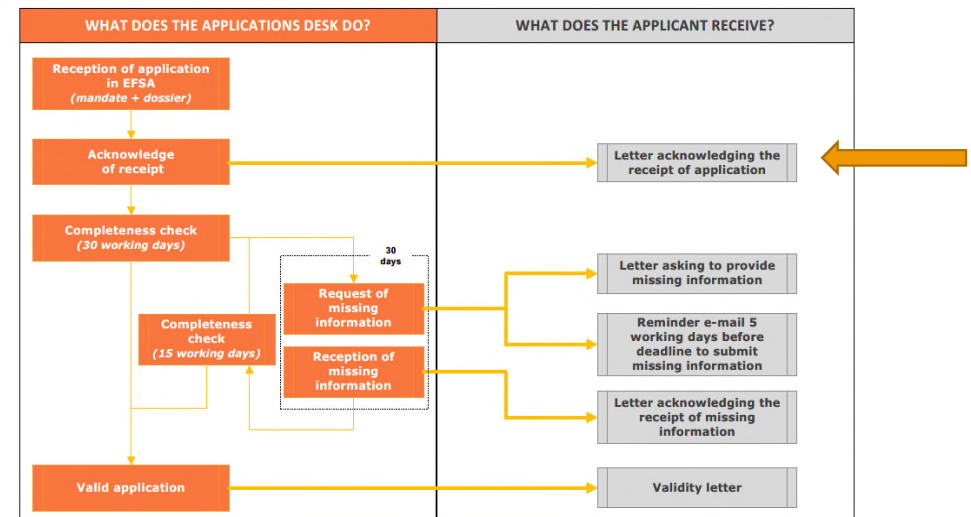 WHAT DOES THE APPLICATIONS DESK DO?
WHAT DOES THE APPLICANT RECEIVE?
Reception of application
in EFSA
(mandate + dossier)
Acknowledge
of receipt
Letter acknowledging the
receipt of application
Completeness check
(30 working days)
30
days
Request of
missing
information
Letter asking to provide
missing information
Completeness
check
(15 working days)
Reminder e-mail 5
working days before
deadline to submit
missing information
Reception of
missing
information
Letter acknowledging the
receipt of missing
information
Valid application
Validity letter